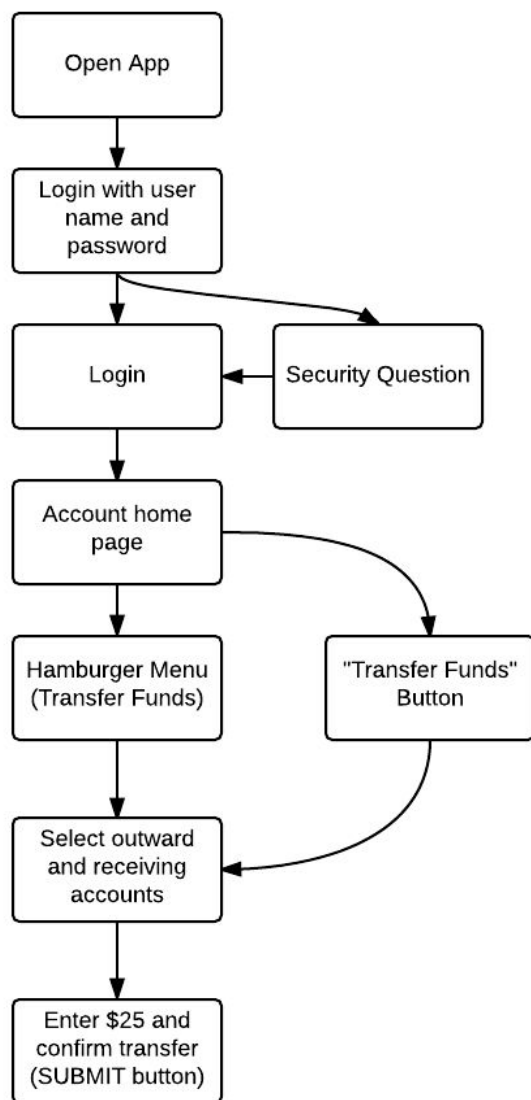 Open App
Login with user
name and
password
Login
Security Question
Account home
page
Hamburger Menu
(Transfer Funds)
"Transfer Funds"
Button
Select outward
and receiving
accounts
Enter $25 and
confirm transfer
(SUBMIT button)